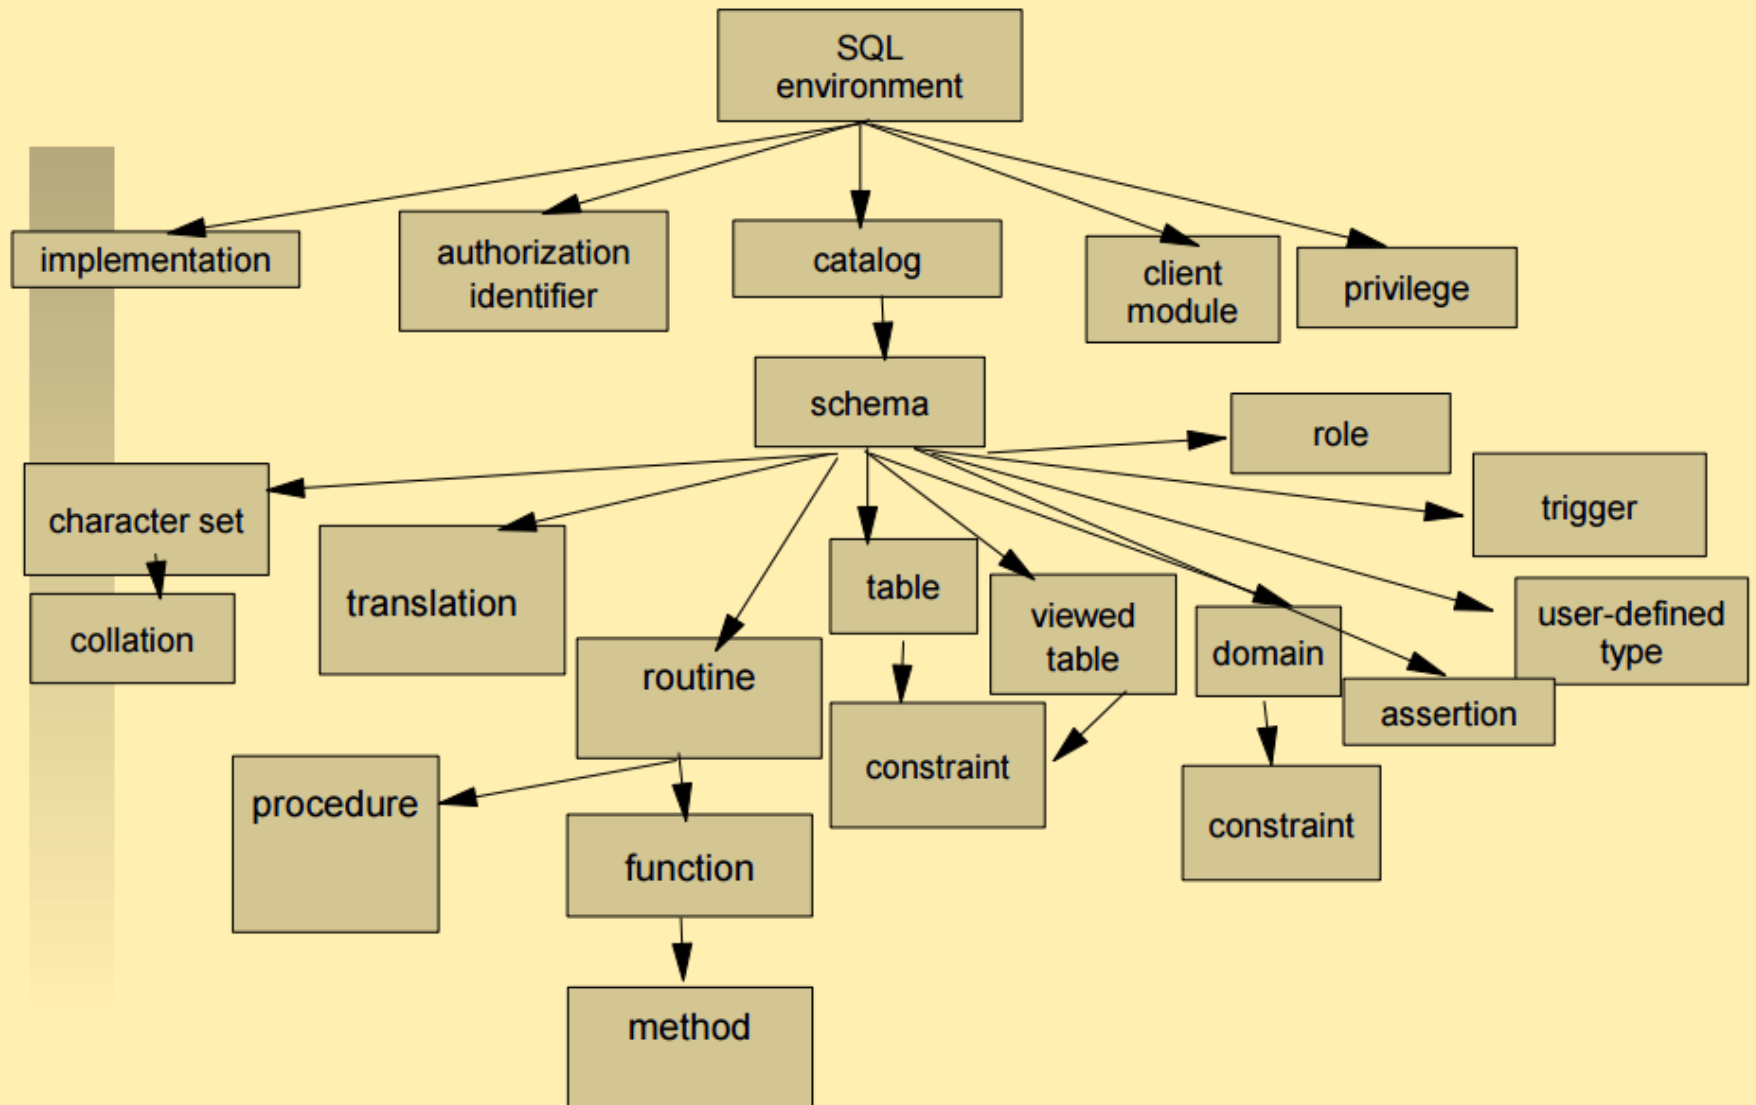 SQL
environment
implementation
authorization
identifier
catalog
client
module
privilege
schema
role
character set
trigger
translation
table
viewed
table
domain
user-defined
type
collation
routine
assertion
constraint
procedure
constraint
function
method